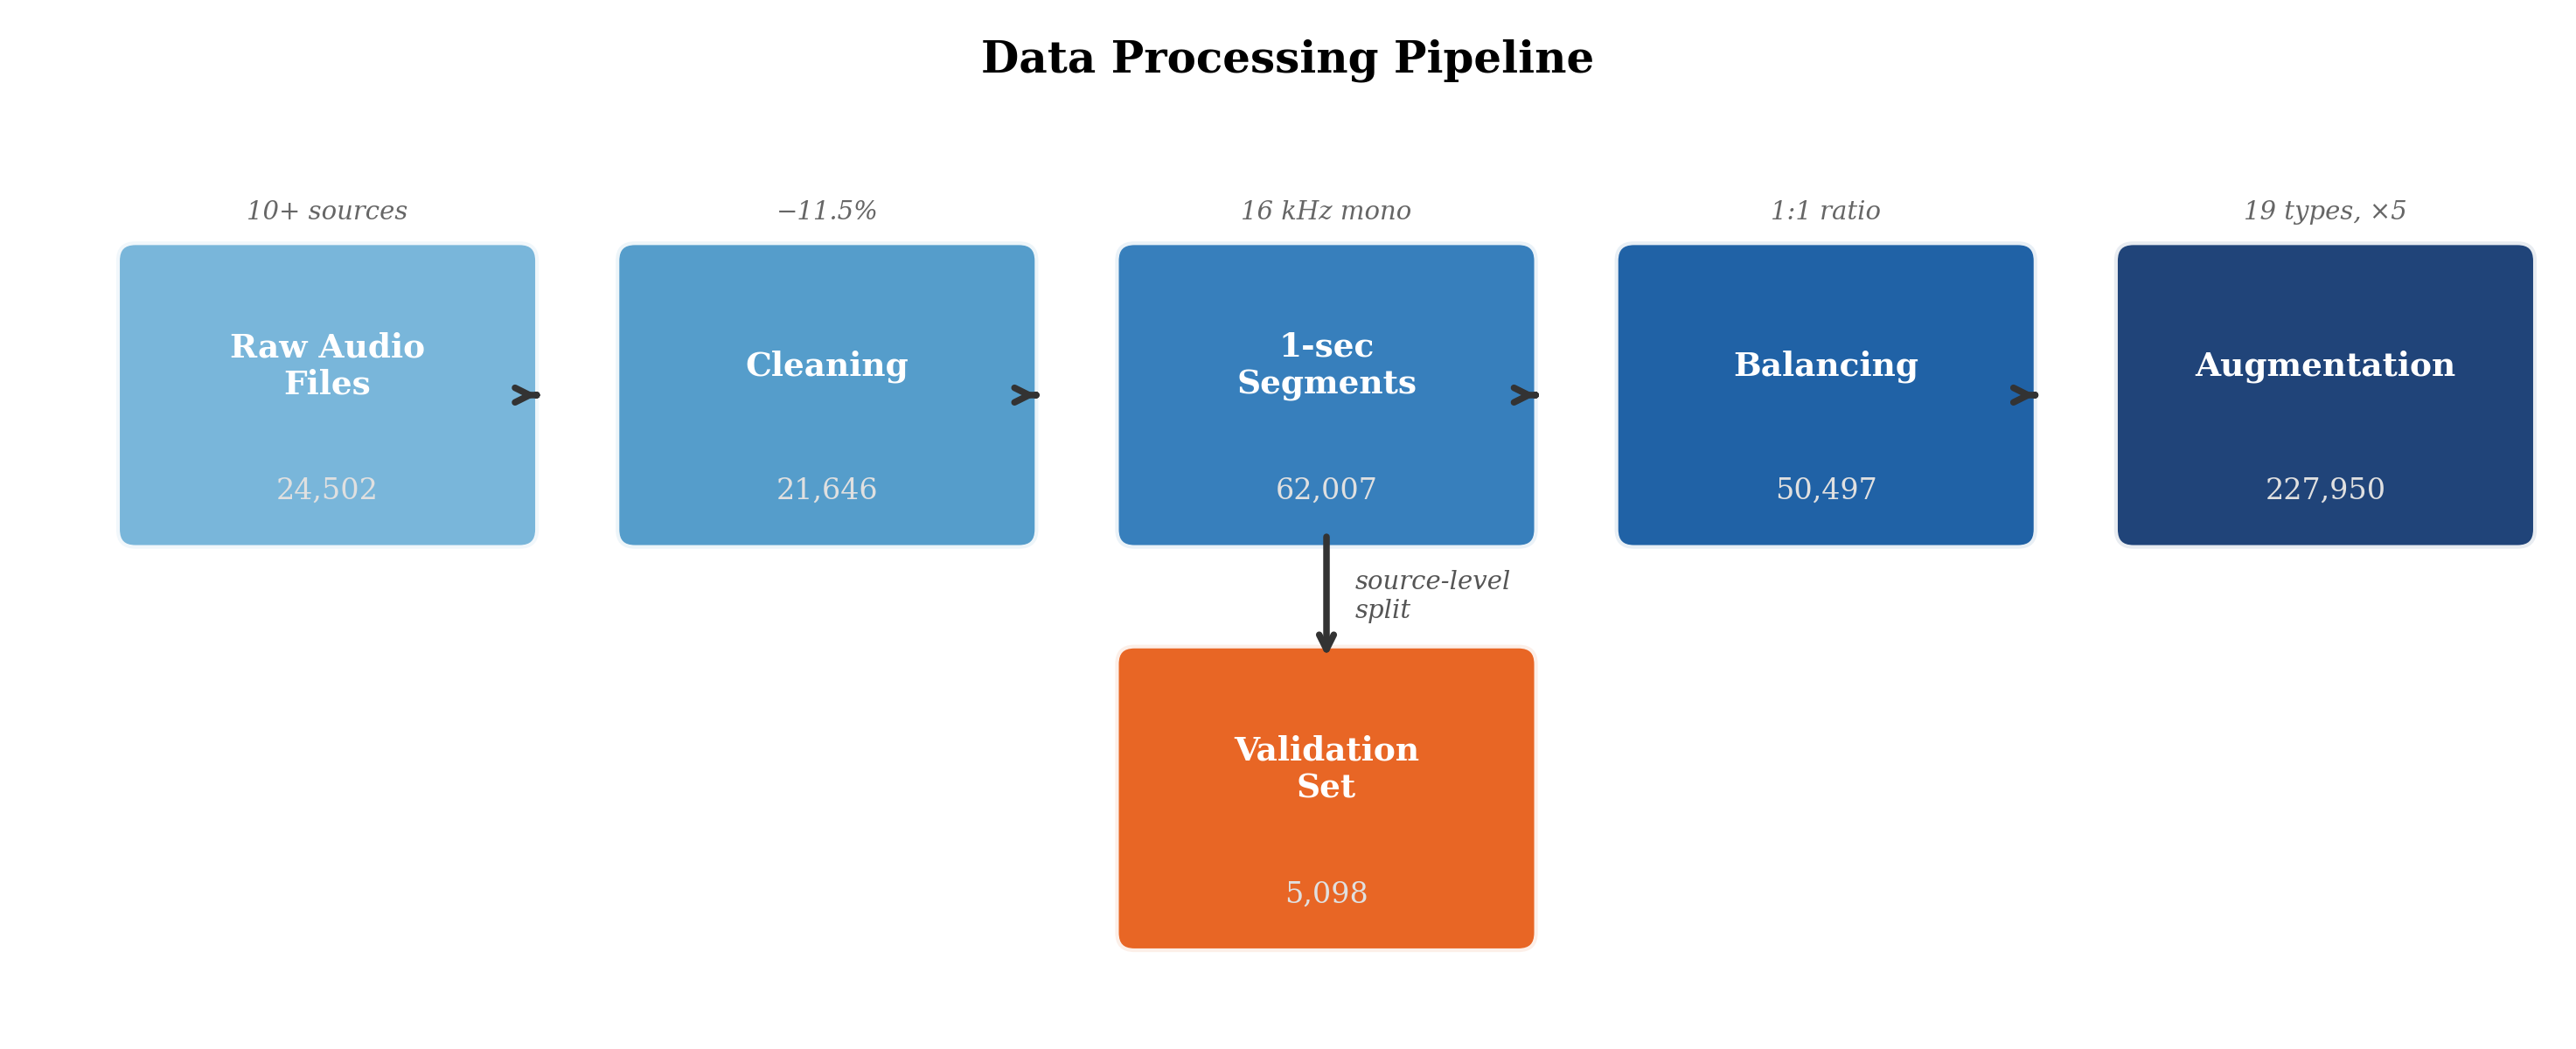 Data Processing Pipeline
10+ sources
Raw Audio
Files
24,502
−11.5%
Cleaning
21,646
16 kHz mono
1-sec
Segments
62,007
1:1 ratio
Balancing
50,497
19 types, ×5
Augmentation
227,950
source-level
split
Validation
Set
5,098